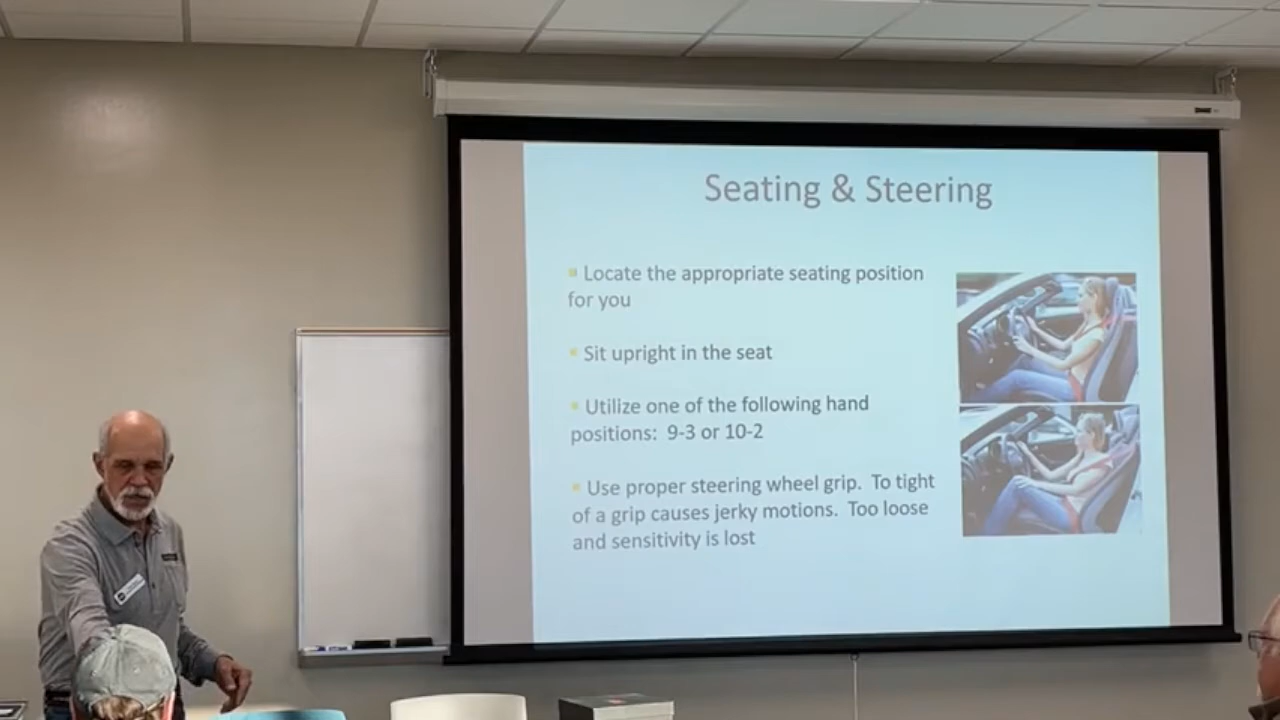 Seating & Steering
Locate the appropriate seating position
for you
Sit upright in the seat
Utilize one of the following hand
positions: 9-3 or 10-2
Use proper steering wheel grip. To tight
of a grip causes jerky motions. Too loose
and sensitivity is lost